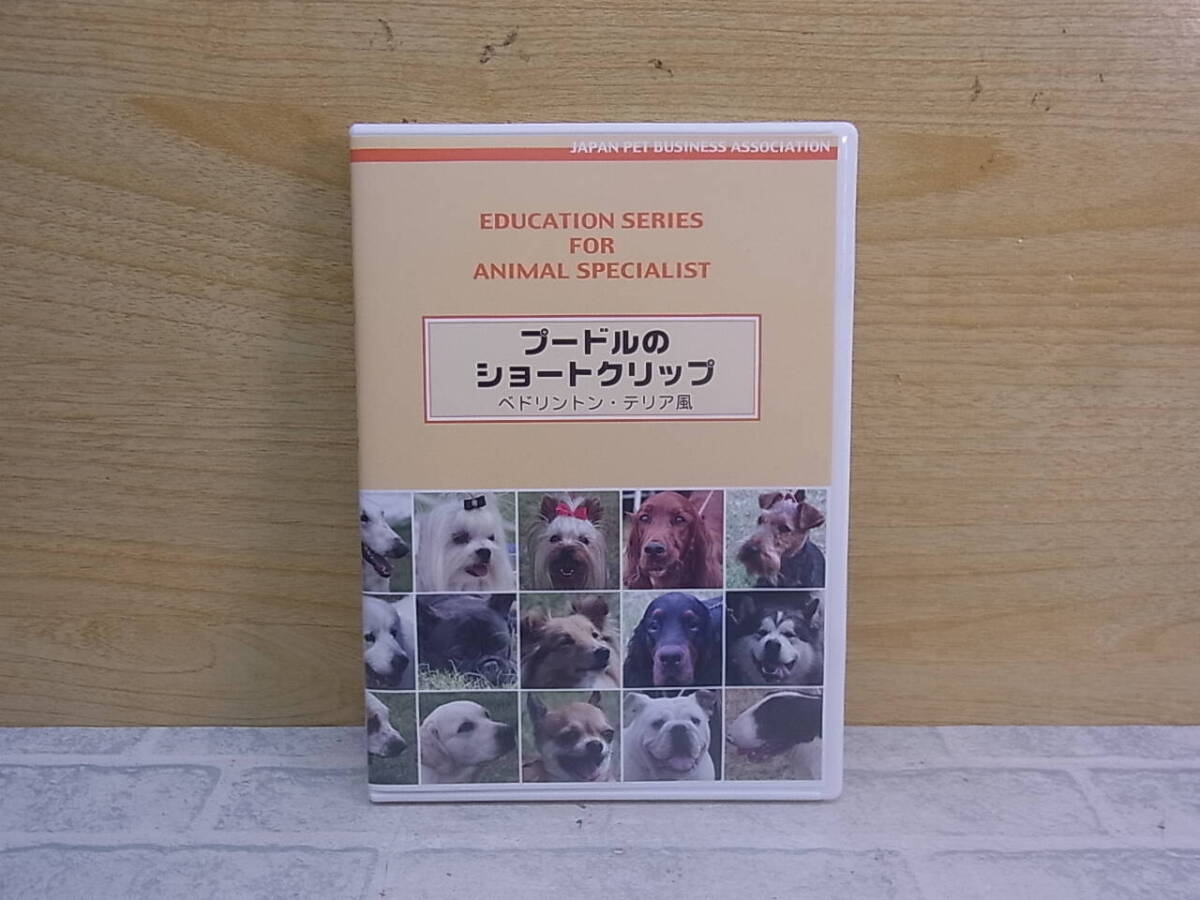 JAPAN PET BUSINESS ASSOCIATION
EDUCATION SERIES
FOR
ANIMAL SPECIALIST
プードルの
ショートクリップ
ベドリントン・テリア風